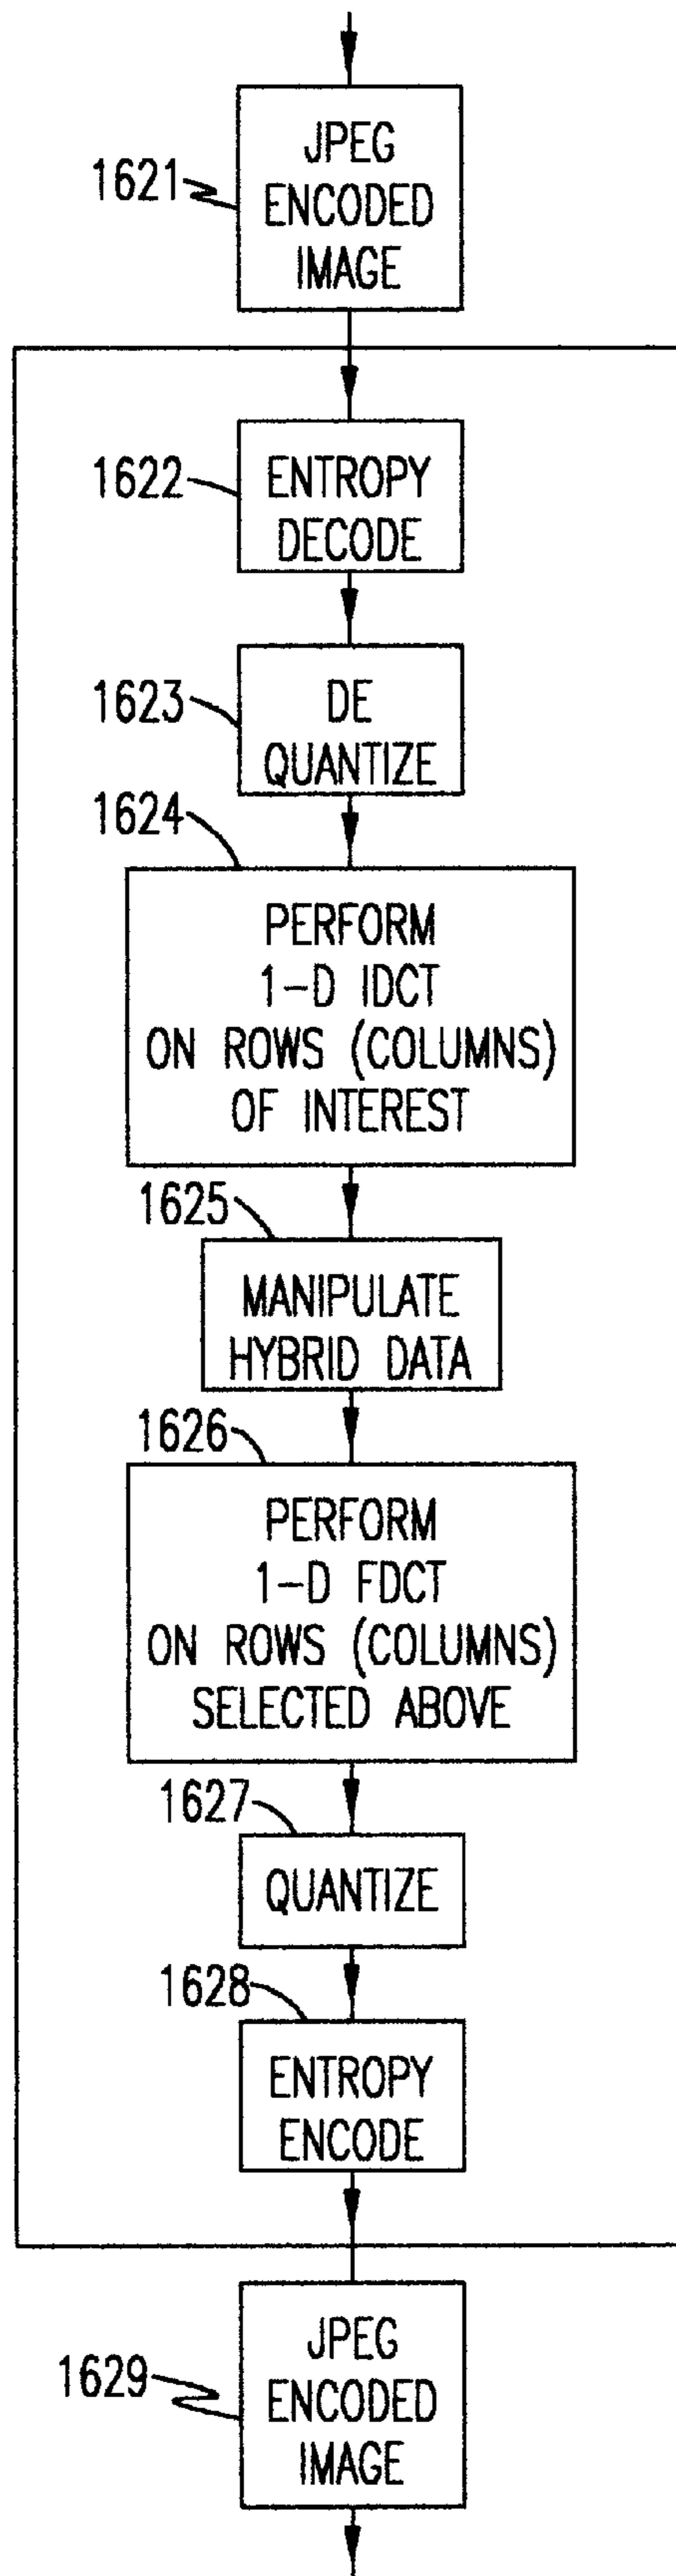 1621
JPEG
ENCODED
IMAGE
1622
ENTROPY
DECODE
1623
DE
QUANTIZE
1624
PERFORM
1-D IDCT
ON ROWS (COLUMNS)
OF INTEREST
1625
MANIPULATE
HYBRID DATA
1626
PERFORM
1-D FDCT
ON ROWS (COLUMNS)
SELECTED ABOVE
1627
QUANTIZE
1628
ENTROPY
ENCODE
1629
JPEG
ENCODED
IMAGE